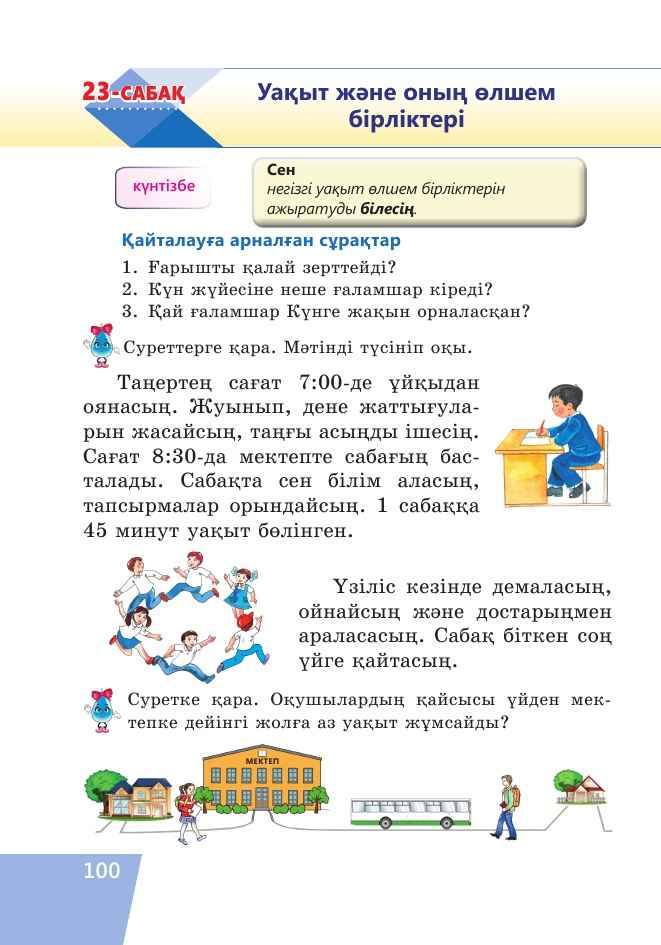 23-САБАҚ
Уақыт және оның өлшем
бірліктері
күнтізбе
Сен
негізгі уақыт өлшем бірліктерін
ажыратуды білесің.
Қайталауға арналған сұрақтар
1. Ғарышты қалай зерттейді?
2. Күн жүйесіне неше ғаламшар кіреді?
3. Қай ғаламшар Күнге жақын орналасқан?
Суреттерге қара. Мәтінді түсініп оқы.
Таңертең сағат 7:00-де ұйқыдан
оянасың. Жуынып, дене жаттығула-
рын жасайсың, таңғы асыңды ішесің.
Сағат 8:30-да мектепте сабағың бас-
талады. Сабақта сен білім аласың,
тапсырмалар орындайсың. 1 сабаққа
45 минут уақыт бөлінген.
Үзіліс кезінде демаласың,
ойнайсың және достарыңмен
араласасың. Сабақ біткен соң
үйге қайтасың.
Суретке қара. Оқушылардың қайсысы үйден мек-
тепке дейінгі жолға аз уақыт жұмсайды?
МЕКТЕП
100